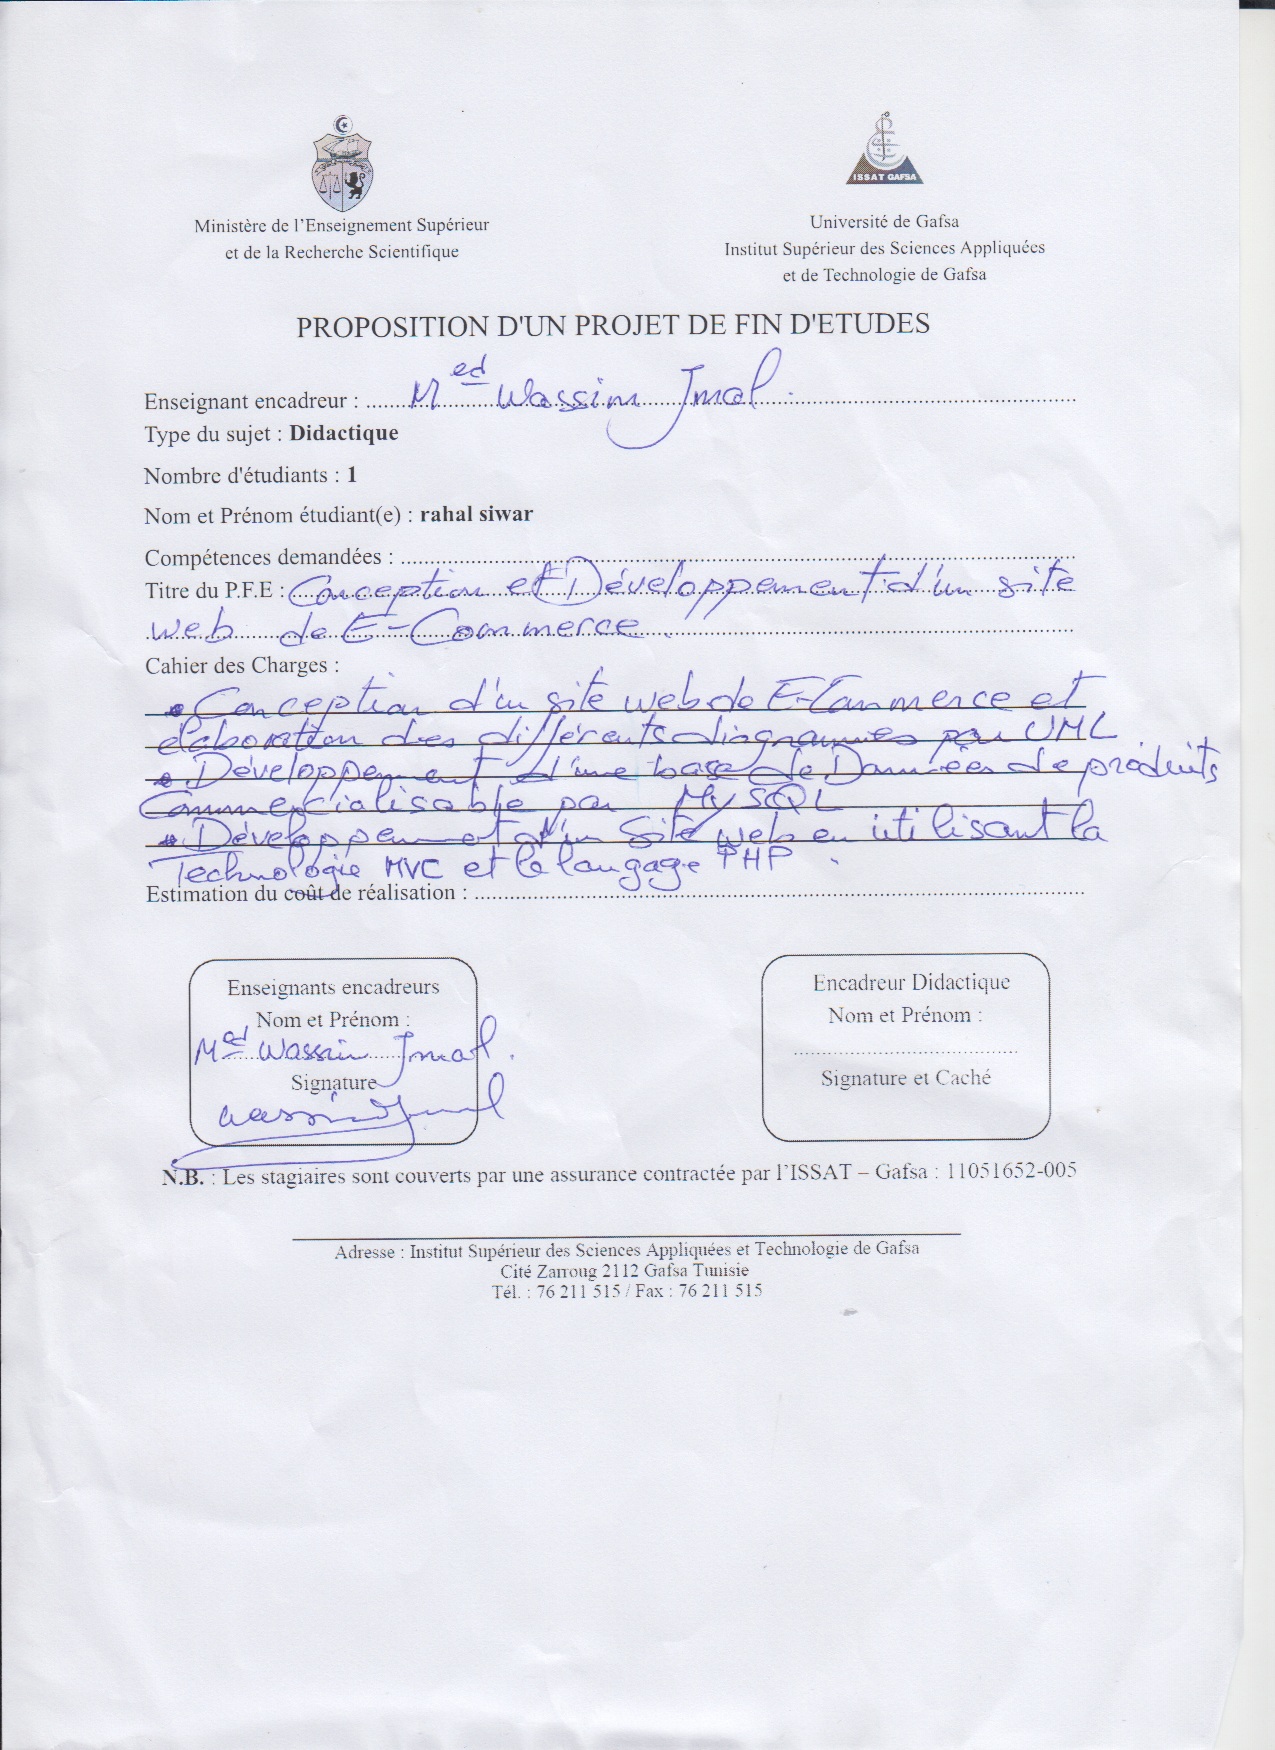 ISSAT GAFSA
Ministère de l'Enseignement Supérieur
et de la Recherche Scientifique
Université de Gafsa
Institut Supérieur des Sciences Appliquées
et de Technologie de Gafsa
PROPOSITION D'UN PROJET DE FIN D'ETUDES
Enseignant encadreur : Med Wassim Jmal.
Type du sujet : Didactique
Nombre d'étudiants : 1
Nom et Prénom étudiant(e) : rahal siwar
Compétences demandées :
Titre du P.F.E : Conception et Développement d'un site
web de E-Commerce.
Cahier des Charges :
• Conception d'un site web de E-Commerce et
élaboration des différents diagrammes par UML
• Développement d'une base de Données de produits
Commercialisable par MySQL
• Développement d'un Site web en utilisant la
Technologie MVC et le langage PHP.
Estimation du coût de réalisation :
Enseignants encadreurs
Nom et Prénom :
Med Wassim Jmal.
Signature
Encadreur Didactique
Nom et Prénom :
Signature et Caché
N.B. : Les stagiaires sont couverts par une assurance contractée par l'ISSAT – Gafsa : 11051652-005
Adresse : Institut Supérieur des Sciences Appliquées et Technologie de Gafsa
Cité Zarroug 2112 Gafsa Tunisie
Tél. : 76 211 515 / Fax : 76 211 515